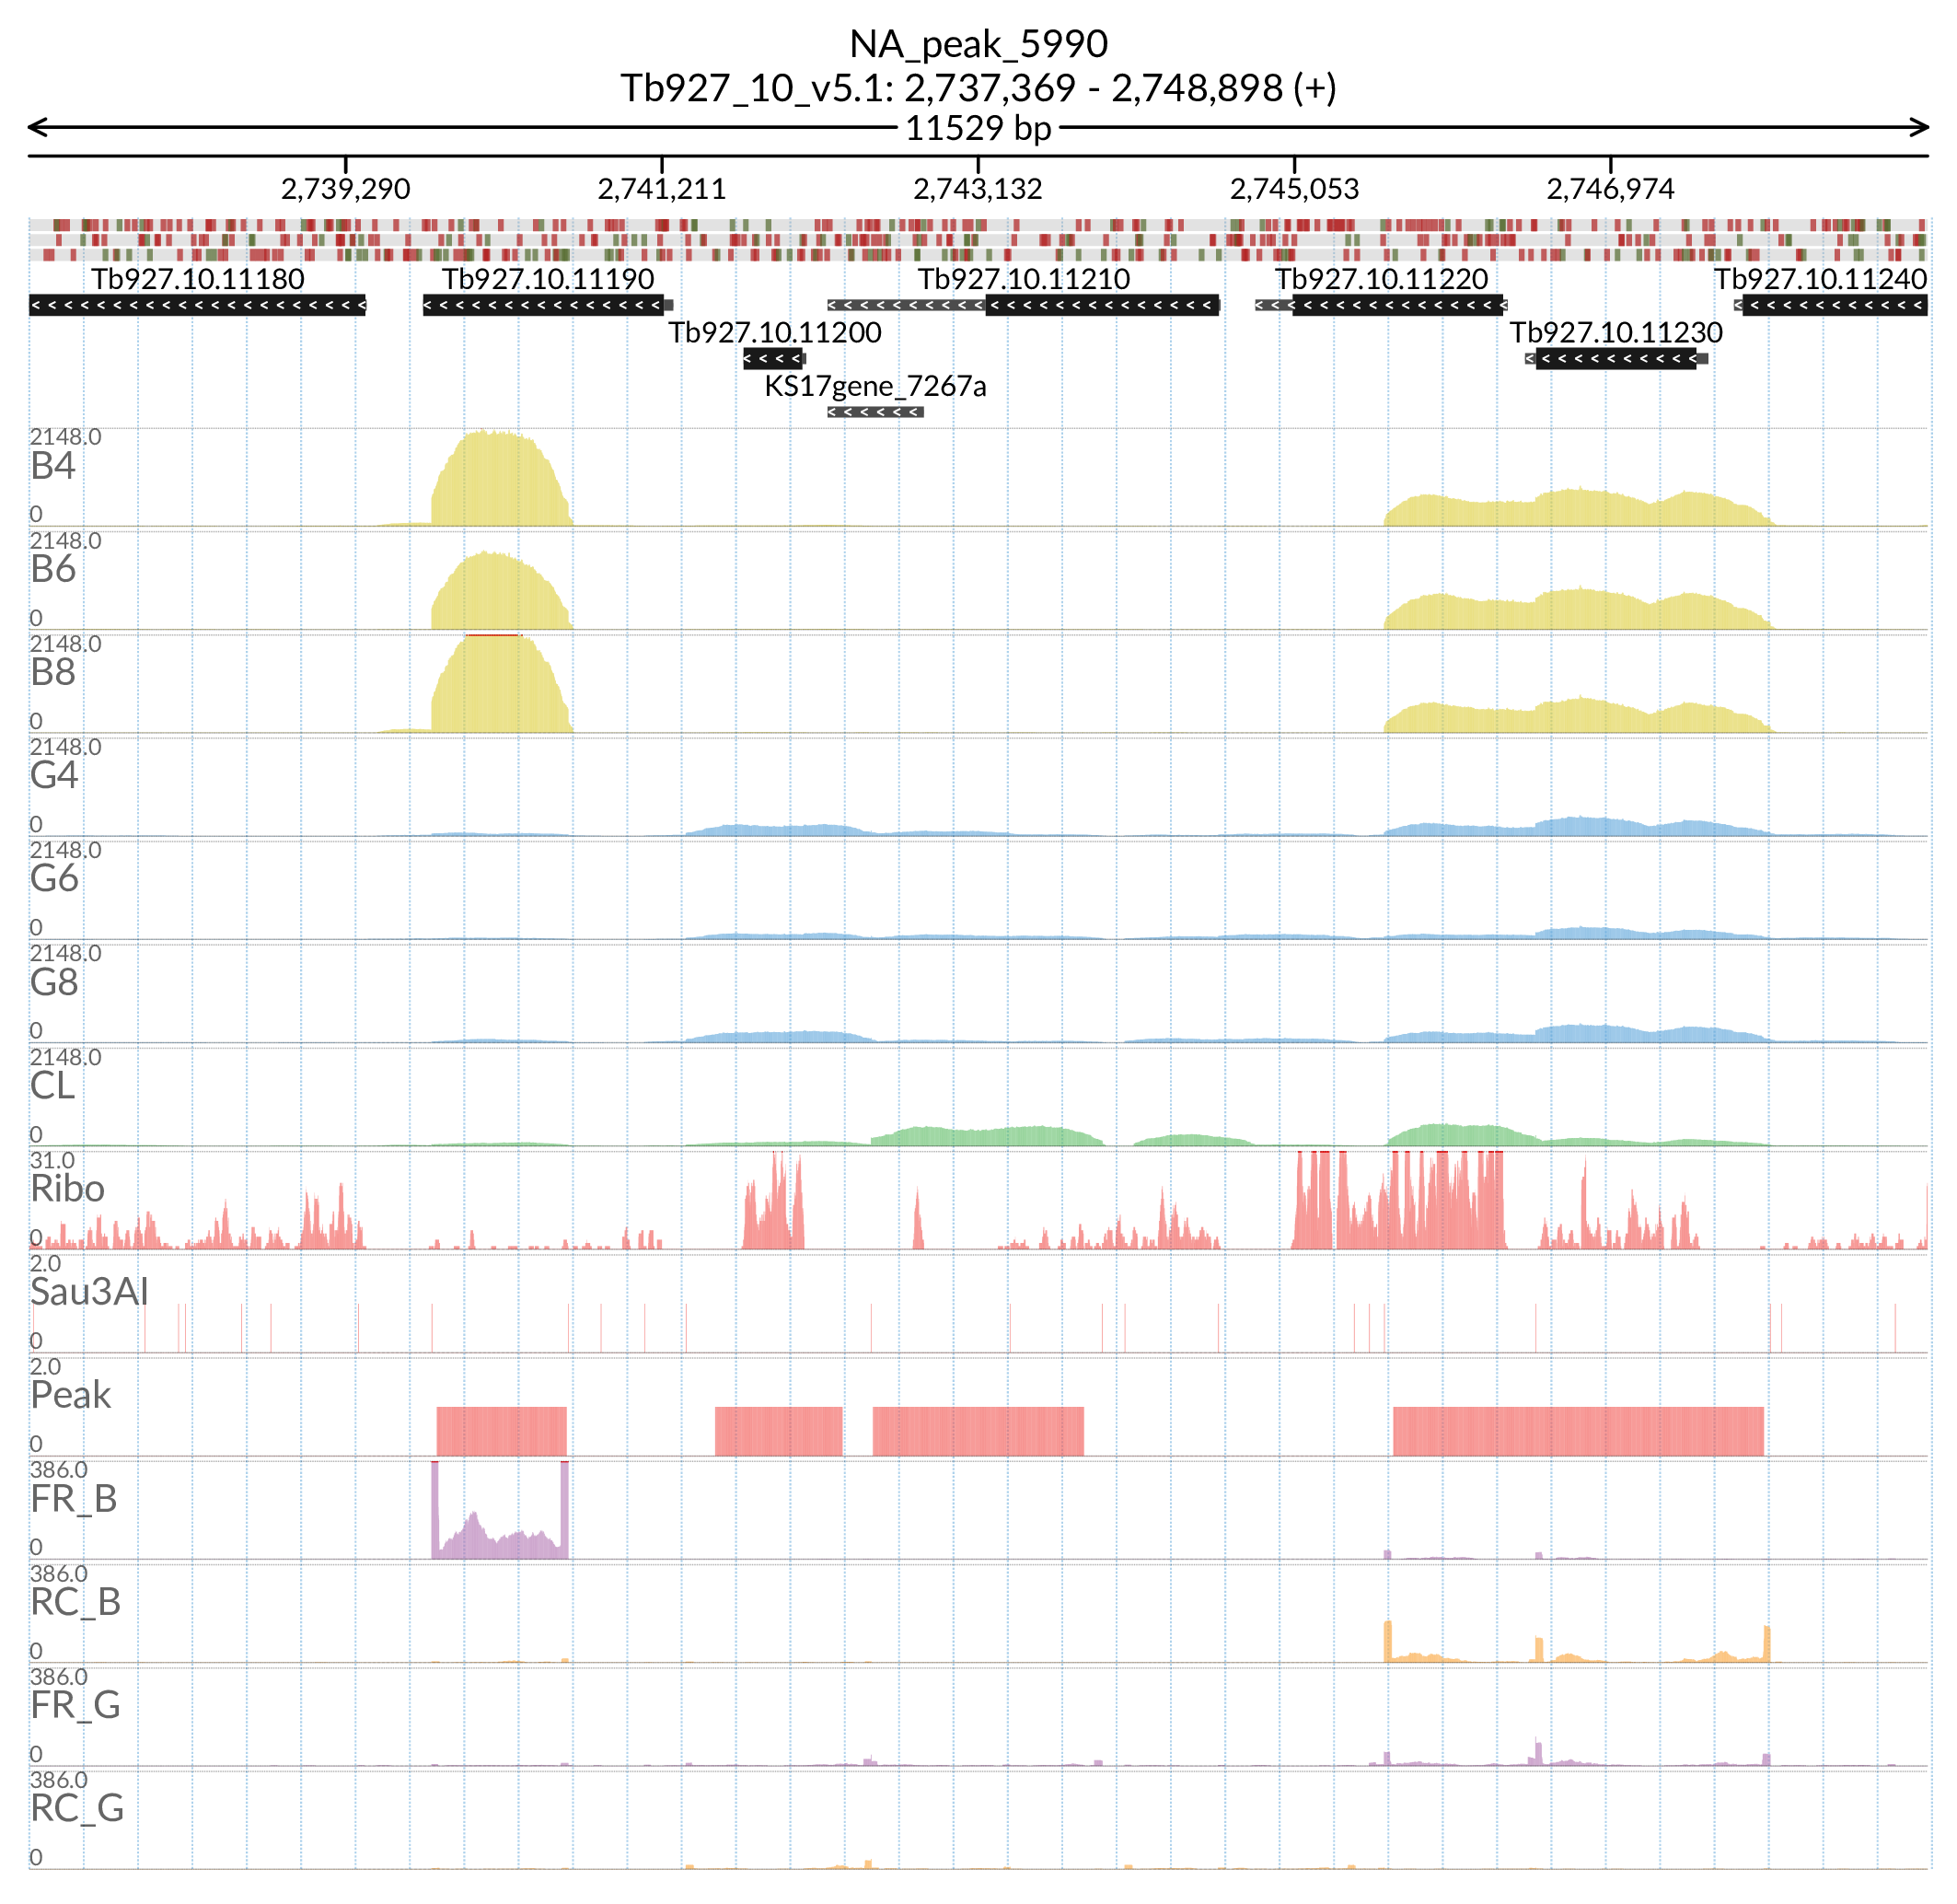 NA_peak_5990
Tb927_10_v5.1: 2,737,369 - 2,748,898 (+)
11529 bp
2,739,290 2,741,211 2,743,132 2,745,053 2,746,974
Tb927.10.11180 Tb927.10.11190 Tb927.10.11210 Tb927.10.11220 Tb927.10.11240
Tb927.10.11200 Tb927.10.11230
KS17gene_7267a
2148.0
B4
0
2148.0
B6
0
2148.0
B8
0
2148.0
G4
0
2148.0
G6
0
2148.0
G8
0
2148.0
CL
0
31.0
Ribo
0
2.0
Sau3AI
0
2.0
Peak
0
386.0
FR_B
0
386.0
RC_B
0
386.0
FR_G
0
386.0
RC_G
0